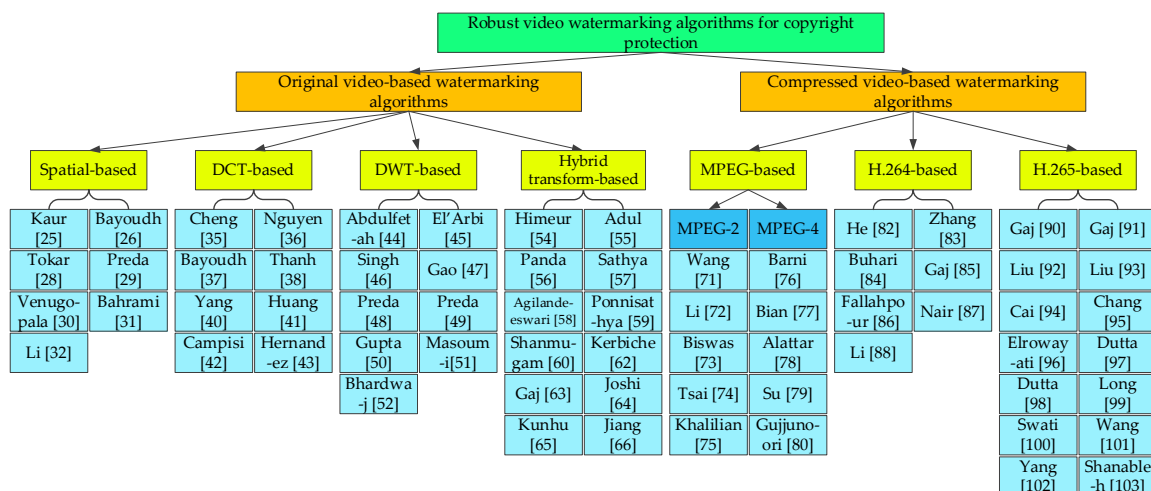 Robust video watermarking algorithms for copyright
protection
Original video-based watermarking
algorithms
Compressed video-based watermarking
algorithms
Spatial-based
DCT-based
DWT-based
Hybrid
transform-based
MPEG-based
H.264-based
H.265-based
Kaur
[25]
Bayoudh
[26]
Tokar
[28]
Preda
[29]
Venugo-
pala [30]
Bahrami
[31]
Li [32]
Cheng
[35]
Nguyen
[36]
Bayoudh
[37]
Thanh
[38]
Yang
[40]
Huang
[41]
Campisi
[42]
Hernand-
ez [43]
Abdulfet
-ah [44]
El'Arbi
[45]
Singh
[46]
Gao [47]
Preda
[48]
Preda
[49]
Gupta
[50]
Masoum
-i[51]
Bhardwa
-j [52]
Himeur
[54]
Adul
[55]
Panda
[56]
Sathya
[57]
Agilande-
eswari [58]
Ponnisat
-hya [59]
Shanmu-
gam [60]
Kerbiche
[62]
Gaj [63]
Joshi
[64]
Kunhu
[65]
Jiang
[66]
MPEG-2
MPEG-4
Wang
[71]
Barni
[76]
Li [72]
Bian [77]
Biswas
[73]
Alattar
[78]
Tsai [74]
Su [79]
Khalilian
[75]
Gujjuno-
ori [80]
He [82]
Zhang
[83]
Buhari
[84]
Gaj [85]
Fallahpo
-ur [86]
Nair [87]
Li [88]
Gaj [90]
Gaj [91]
Liu [92]
Liu [93]
Cai [94]
Chang
[95]
Elroway
-ati [96]
Dutta
[97]
Dutta
[98]
Long
[99]
Swati
[100]
Wang
[101]
Yang
[102]
Shanable
-h [103]